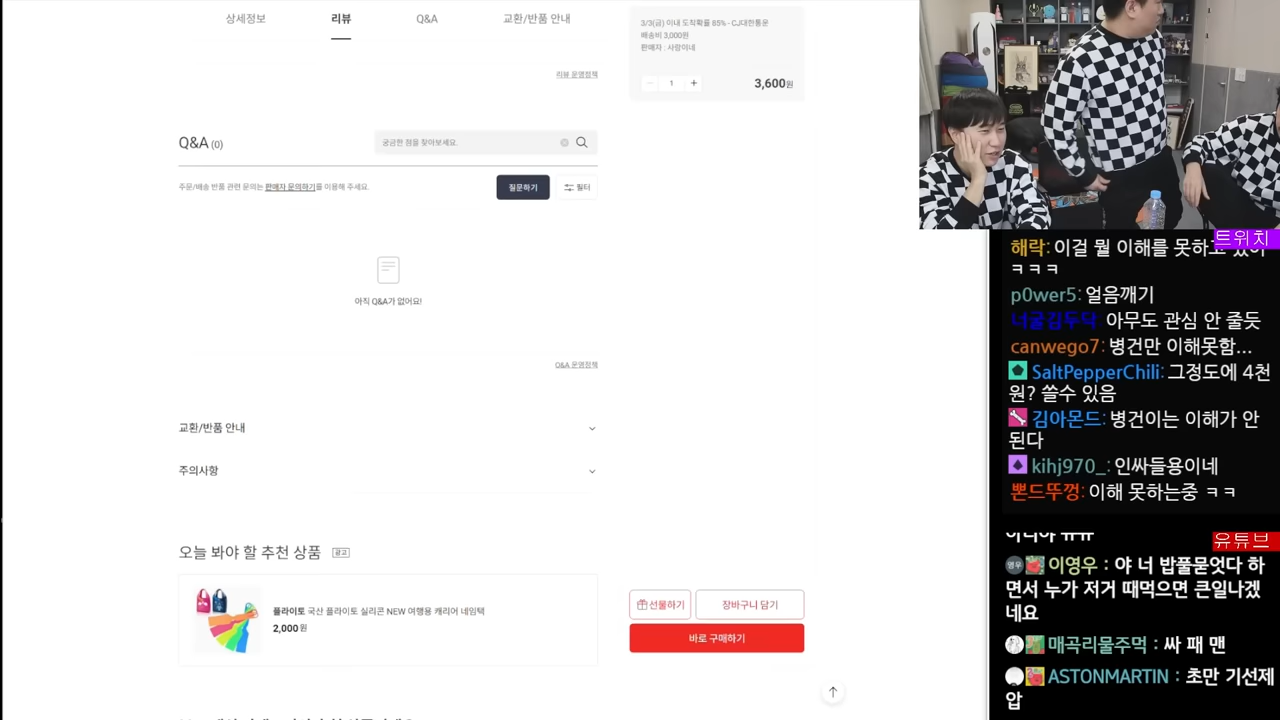 상세정보
리뷰
Q&A
교환/반품 안내
3/3(금) 이내 도착확률 85% - CJ대한통운
배송비 3,000원
판매자 : 사랑이네
1
3,600원
리뷰 운영정책
Q&A (0)
궁금한 점을 찾아보세요.
주문/배송 반품 관련 문의는 판매자 문의하기를 이용해 주세요.
질문하기
필터
아직 Q&A가 없어요!
Q&A 운영정책
교환/반품 안내
주의사항
오늘 봐야 할 추천 상품
광고
플라이토 국산 플라이토 실리콘 NEW 여행용 캐리어 네임택
2,000원
선물하기
장바구니 담기
바로 구매하기
트위치
해락: 이걸 뭘 이해를 못하고 있어
ㅋㅋㅋ
p0wer5: 얼음깨기
너굴김두닥: 아무도 관심 안 줄듯
canwego7: 병건만 이해못함...
SaltPepperChili: 그정도에 4천
원? 쓸수 있음
김아몬드: 병건이는 이해가 안
된다
kihj970_: 인싸들용이네
뽄드뚜껑: 이해 못하는중 ㅋㅋ
유튜브
영우 이영우 : 야 너 밥풀묻엇다 하
면서 누가 저거 때먹으면 큰일나겠
네요
매곡리물주먹 : 싸 패 맨
ASTONMARTIN : 초만 기선제
압